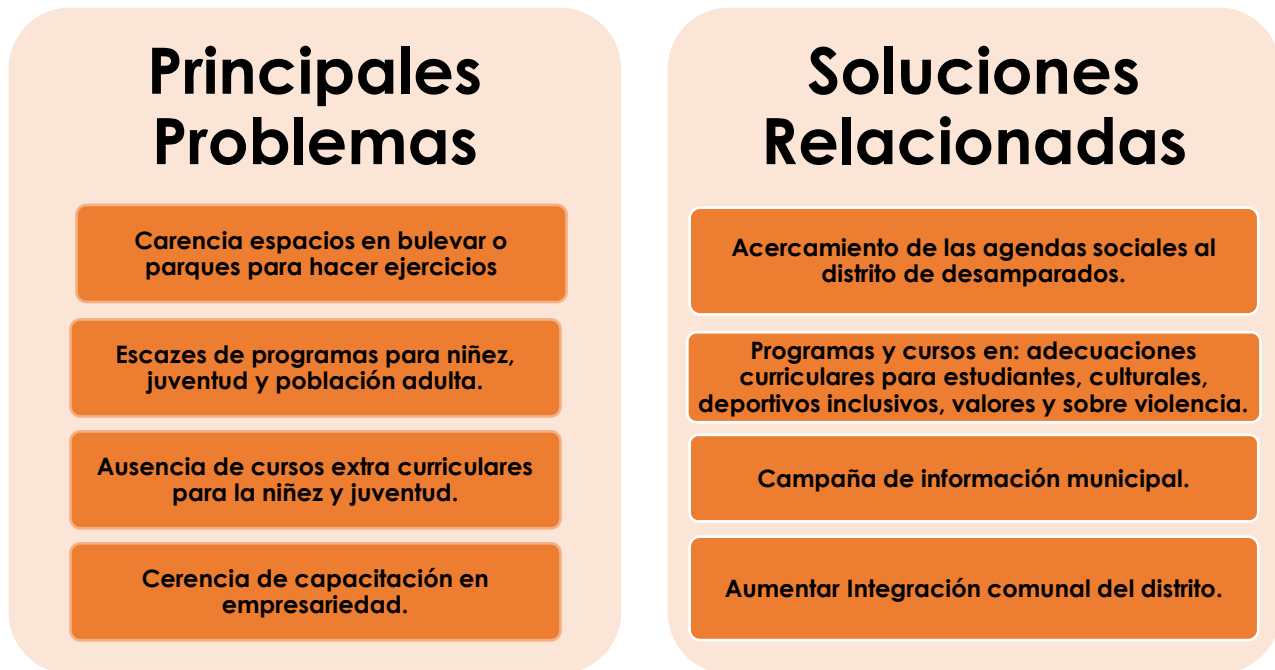 Principales
Problemas
Carencia espacios en bulevar o
parques para hacer ejercicios
Escazes de programas para niñez,
juventud y población adulta.
Ausencia de cursos extra curriculares
para la niñez y juventud.
Cerencia de capacitación en
empresariedad.
Soluciones
Relacionadas
Acercamiento de las agendas sociales al
distrito de desamparados.
Programas y cursos en: adecuaciones
curriculares para estudiantes, culturales,
deportivos inclusivos, valores y sobre violencia.
Campaña de información municipal.
Aumentar Integración comunal del distrito.